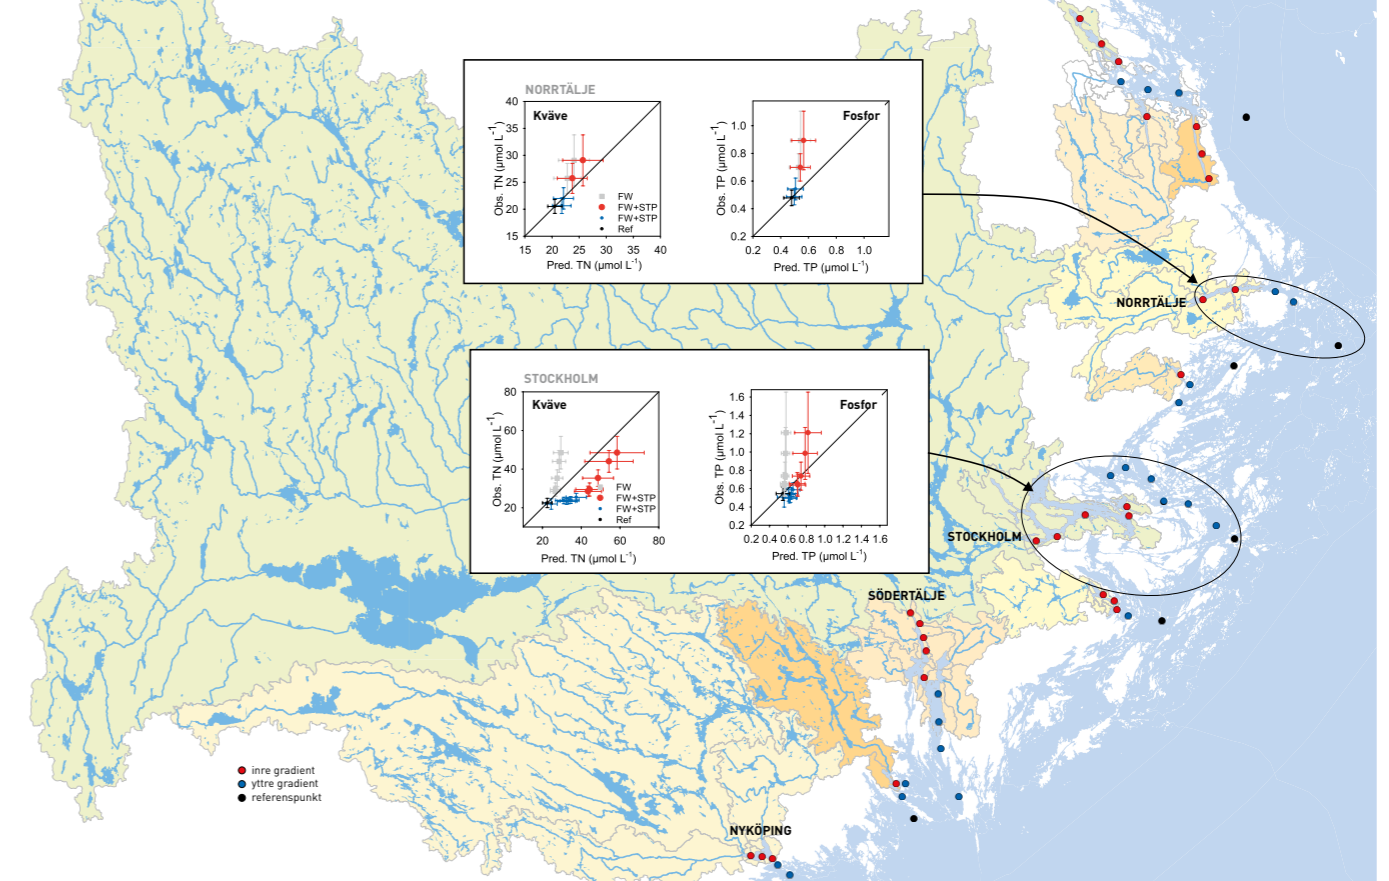 NORRTÄLJE
Kväve
Obs. TN (µmol L⁻¹)
40
35
30
25
20
15
15 20 25 30 35 40
Pred. TN (µmol L⁻¹)
FW
FW+STP
FW+STP
Ref
Fosfor
Obs. TP (µmol L⁻¹)
1.0
0.8
0.6
0.4
0.2
0.2 0.4 0.6 0.8 1.0
Pred. TP (µmol L⁻¹)
NORRTÄLJE
STOCKHOLM
Kväve
Obs. TN (µmol L⁻¹)
80
60
40
20
20 40 60 80
Pred. TN (µmol L⁻¹)
FW
FW+STP
FW+STP
Ref
Fosfor
Obs. TP (µmol L⁻¹)
1.6
1.4
1.2
1.0
0.8
0.6
0.4
0.2
0.2 0.4 0.6 0.8 1.0 1.2 1.4 1.6
Pred. TP (µmol L⁻¹)
STOCKHOLM
SÖDERTÄLJE
inre gradient
yttre gradient
referenspunkt
NYKÖPING